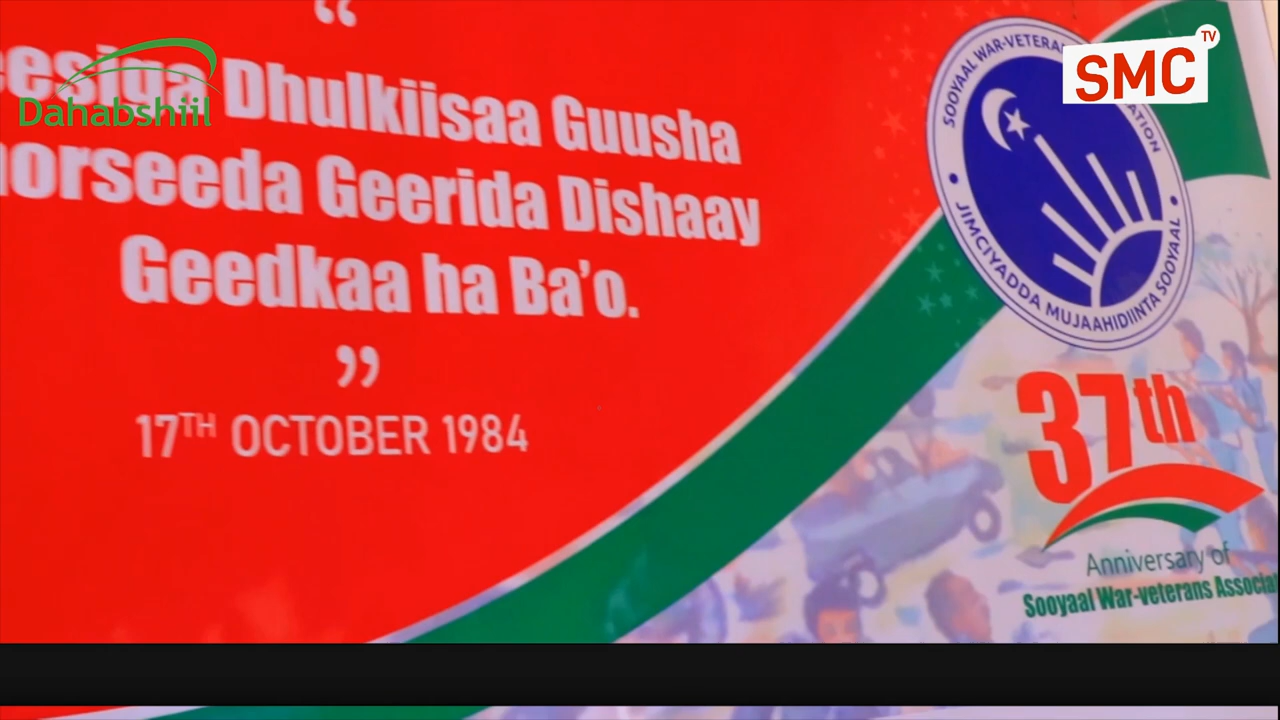 “
Dhulkiisaa Guusha
Geerida Dishaay
Geedkaa ha Ba’o.
”
17TH OCTOBER 1984
Dahabshiil
SMC TV
SOOYAAL
JIMCIYADDA MUJAAHIDIINTA SOOYAAL
37th
Anniversary of
Sooyaal War-veterans